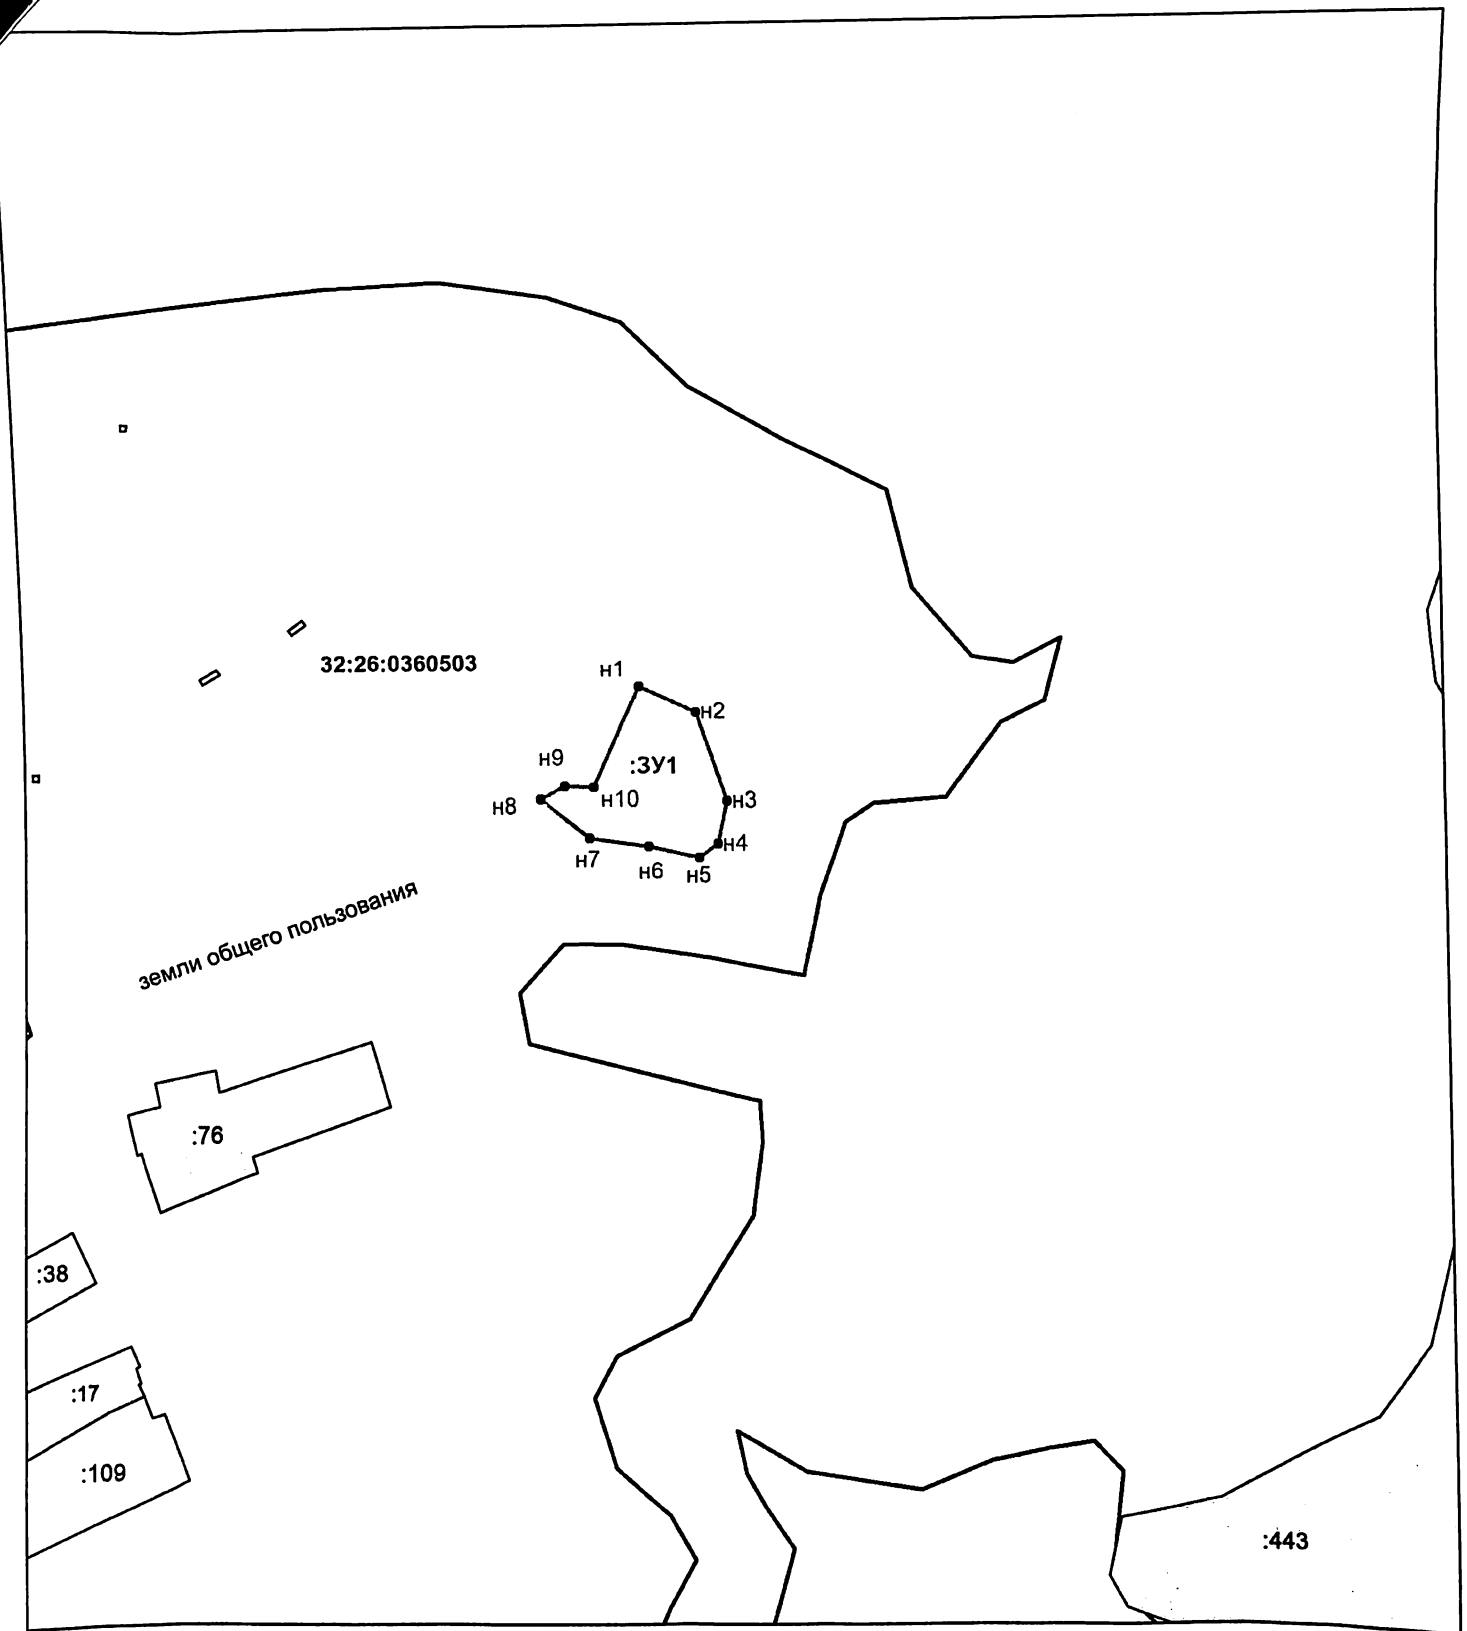 32:26:0360503
н1
н2
:ЗУ1
н9
н8
н10
н3
н4
н7
н6
н5
земли общего пользования
:76
:38
:17
:109
:443